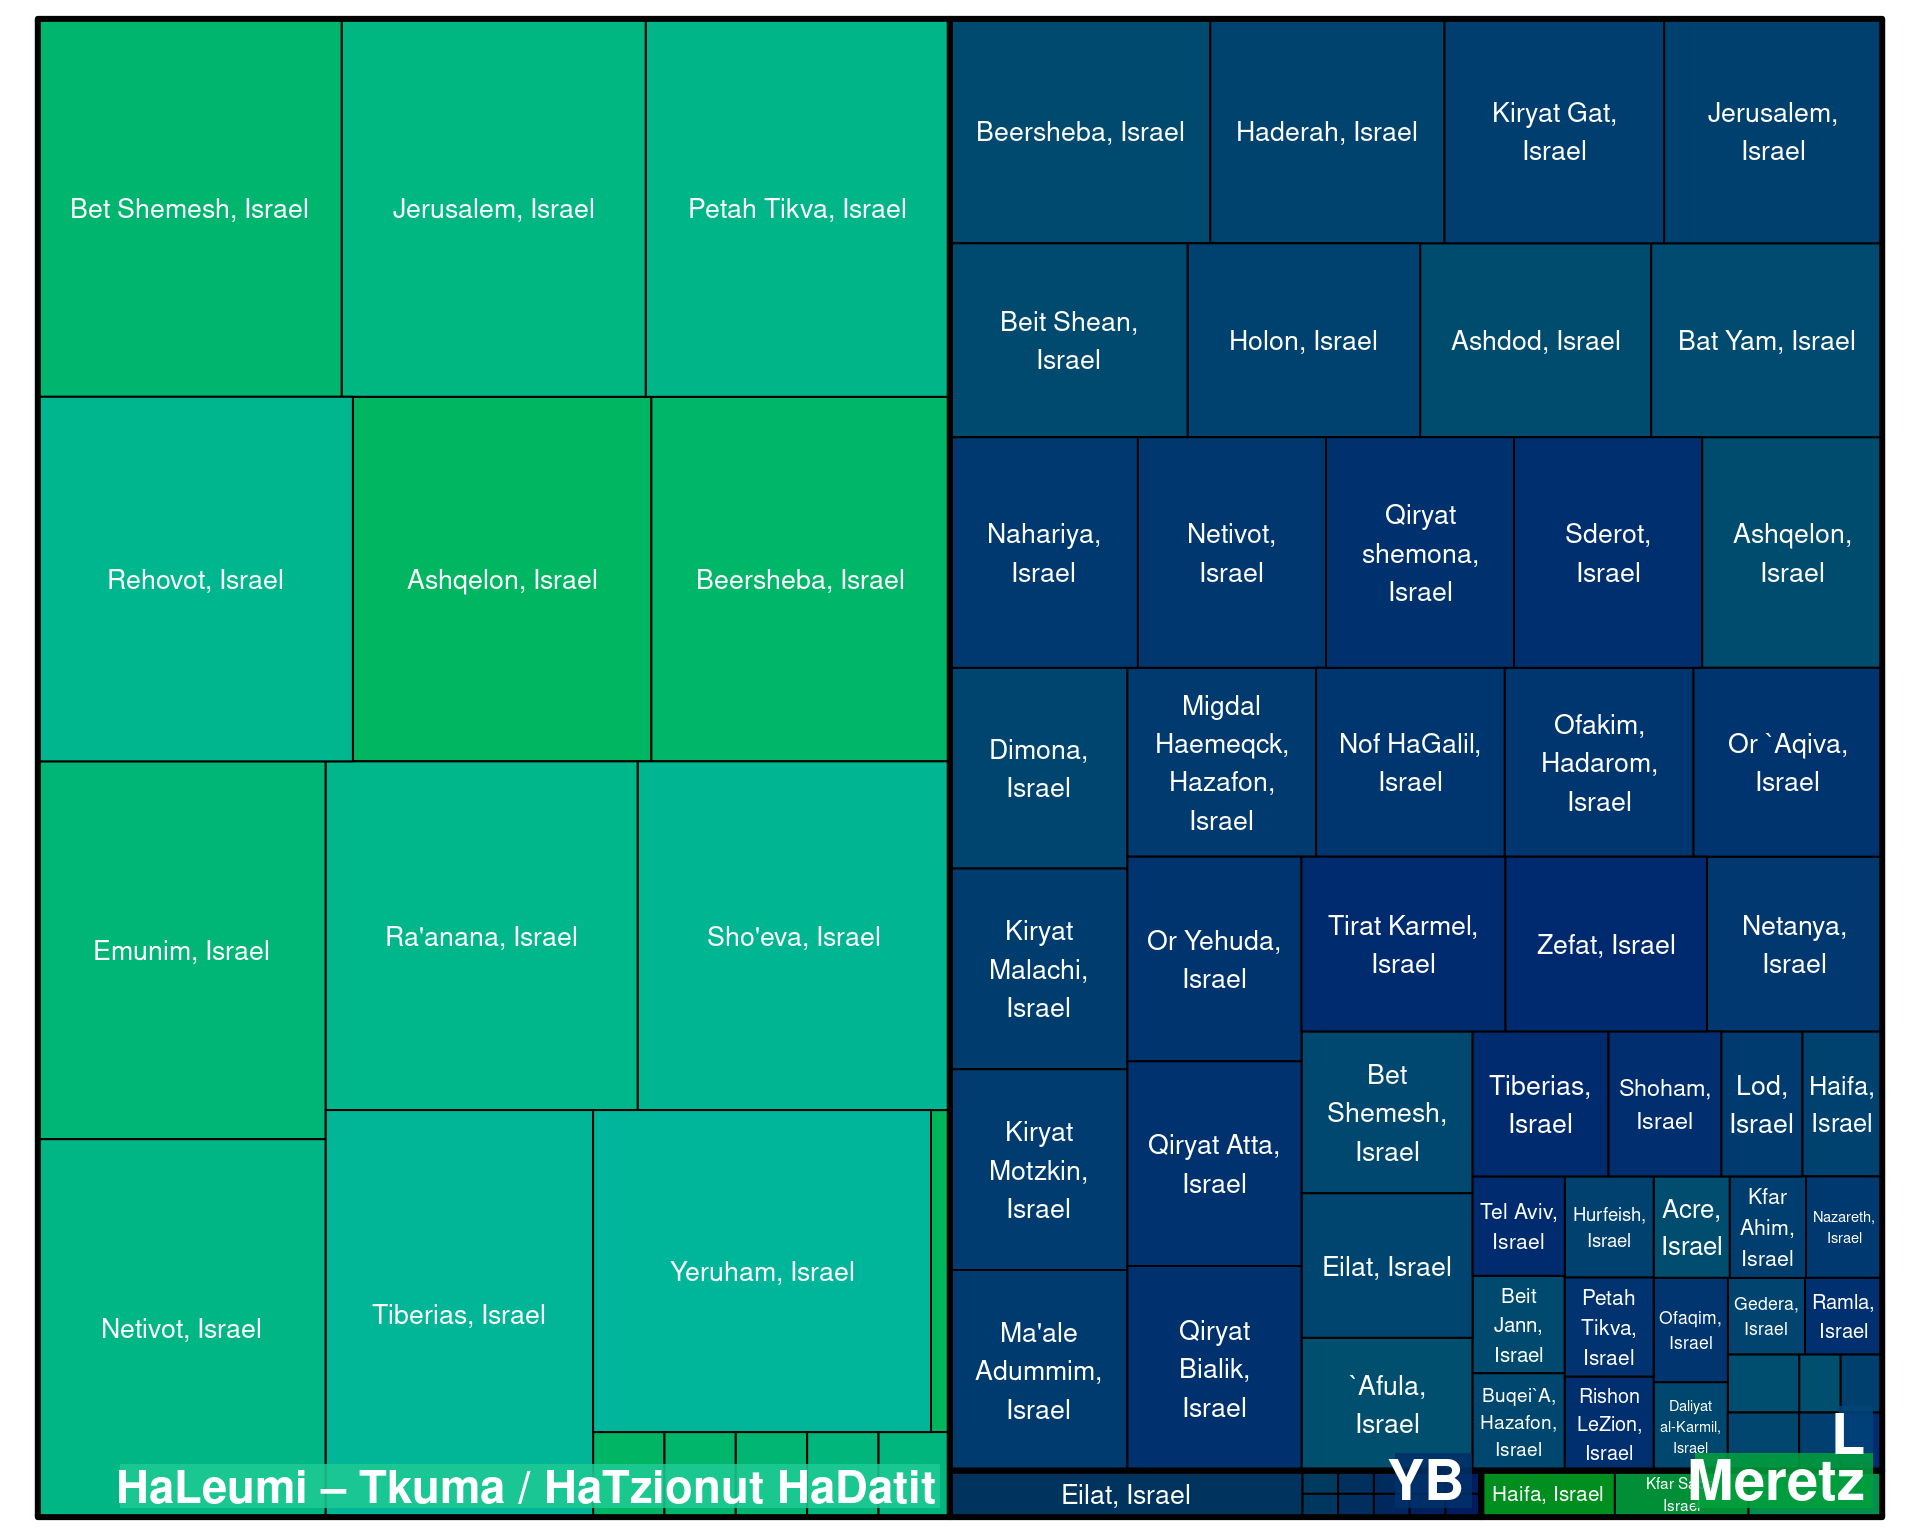 Bet Shemesh, Israel
Jerusalem, Israel
Petah Tikva, Israel
Rehovot, Israel
Ashqelon, Israel
Beersheba, Israel
Emunim, Israel
Ra'anana, Israel
Sho'eva, Israel
Netivot, Israel
Tiberias, Israel
Yeruham, Israel
HaLeumi – Tkuma / HaTzionut HaDatit
Beersheba, Israel
Haderah, Israel
Kiryat Gat,
Israel
Jerusalem,
Israel
Beit Shean,
Israel
Holon, Israel
Ashdod, Israel
Bat Yam, Israel
Nahariya,
Israel
Netivot,
Israel
Qiryat
shemona,
Israel
Sderot,
Israel
Ashqelon,
Israel
Dimona,
Israel
Migdal
Haemeqck,
Hazafon,
Israel
Nof HaGalil,
Israel
Ofakim,
Hadarom,
Israel
Or `Aqiva,
Israel
Kiryat
Malachi,
Israel
Or Yehuda,
Israel
Tirat Karmel,
Israel
Zefat, Israel
Netanya,
Israel
Kiryat
Motzkin,
Israel
Qiryat Atta,
Israel
Bet
Shemesh,
Israel
Tiberias,
Israel
Shoham,
Israel
Lod,
Israel
Haifa,
Israel
Ma'ale
Adummim,
Israel
Qiryat
Bialik,
Israel
Eilat, Israel
`Afula,
Israel
Tel Aviv,
Israel
Hurfeish,
Israel
Acre,
Israel
Kfar
Ahim,
Israel
Nazareth,
Israel
Beit
Jann,
Israel
Petah
Tikva,
Israel
Ofaqim,
Israel
Gedera,
Israel
Ramla,
Israel
Buqei`A,
Hazafon,
Israel
Rishon
LeZion,
Israel
Daliyat
al-Karmil,
Israel
L
Eilat, Israel
YB
Haifa, Israel
Kfar
Israel
Meretz